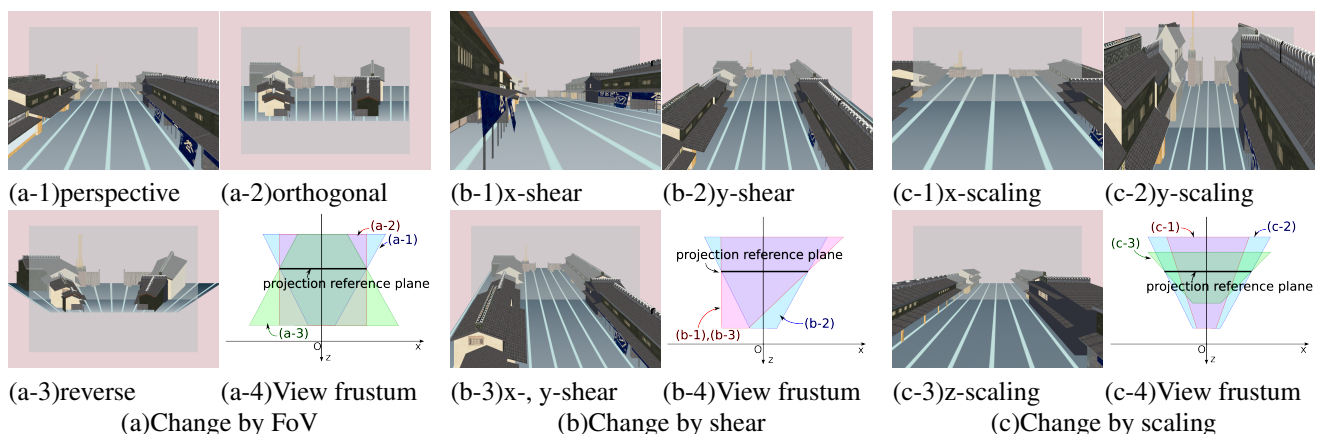 (a-1)perspective
(a-2)orthogonal
(a-2)
(a-1)
projection reference plane
(a-3)
O
x
z
(a-3)reverse
(a-4)View frustum
(a)Change by FoV
(b-1)x-shear
(b-2)y-shear
projection reference plane
(b-2)
(b-1),(b-3)
O
x
z
(b-3)x-, y-shear
(b-4)View frustum
(b)Change by shear
(c-1)x-scaling
(c-2)y-scaling
(c-1)
(c-2)
(c-3)
projection reference plane
O
x
z
(c-3)z-scaling
(c-4)View frustum
(c)Change by scaling